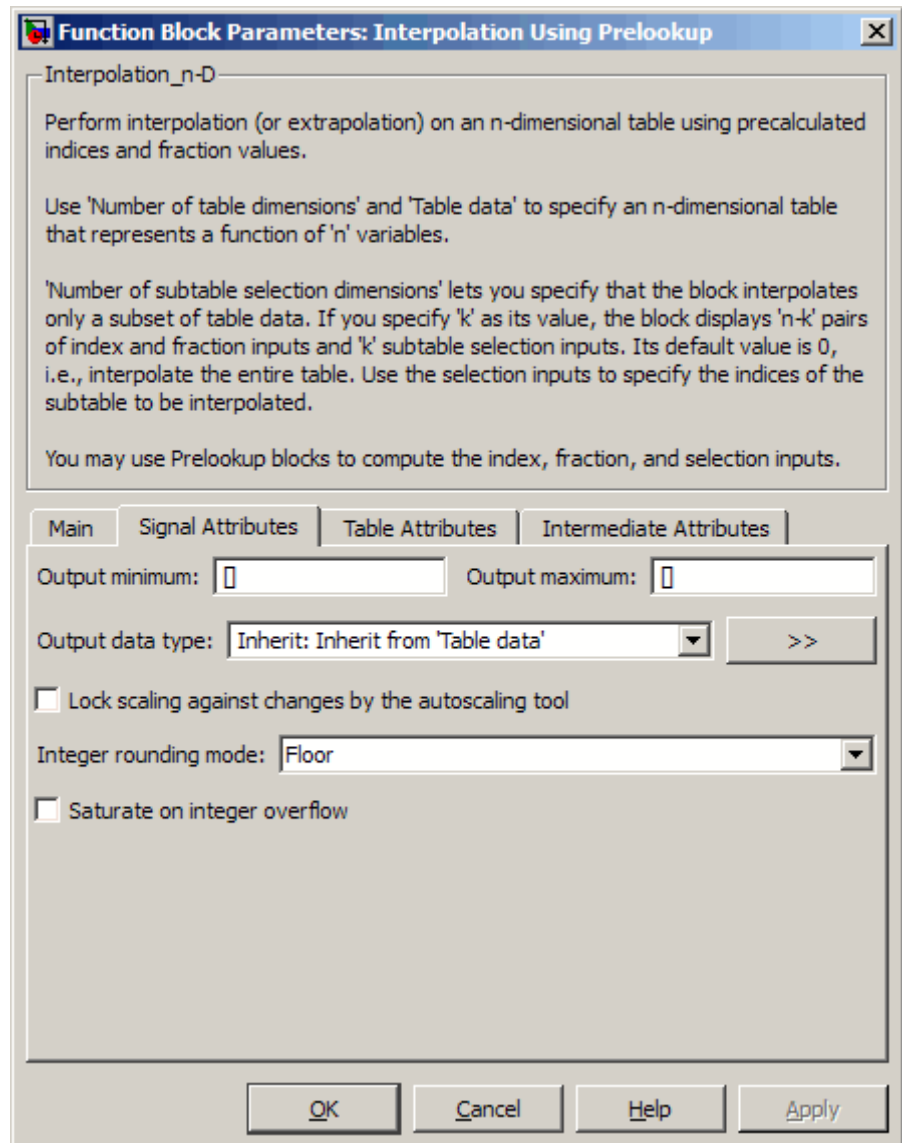 Function Block Parameters: Interpolation Using Prelookup
Interpolation_n-D
Perform interpolation (or extrapolation) on an n-dimensional table using precalculated
indices and fraction values.
Use 'Number of table dimensions' and 'Table data' to specify an n-dimensional table
that represents a function of 'n' variables.
'Number of subtable selection dimensions' lets you specify that the block interpolates
only a subset of table data. If you specify 'k' as its value, the block displays 'n-k' pairs
of index and fraction inputs and 'k' subtable selection inputs. Its default value is 0,
i.e., interpolate the entire table. Use the selection inputs to specify the indices of the
subtable to be interpolated.
You may use Prelookup blocks to compute the index, fraction, and selection inputs.
Main Signal Attributes Table Attributes Intermediate Attributes
Output minimum: [] Output maximum: []
Output data type: Inherit: Inherit from 'Table data' >>
Lock scaling against changes by the autoscaling tool
Integer rounding mode: Floor
Saturate on integer overflow
OK Cancel Help Apply